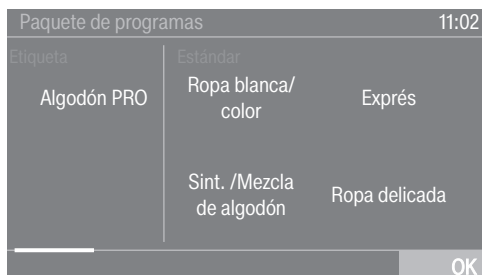 Paquete de programas 11:02
Etiqueta
Estándar
Algodón PRO
Ropa blanca/
color
Exprés
Sint. /Mezcla
de algodón
Ropa delicada
OK